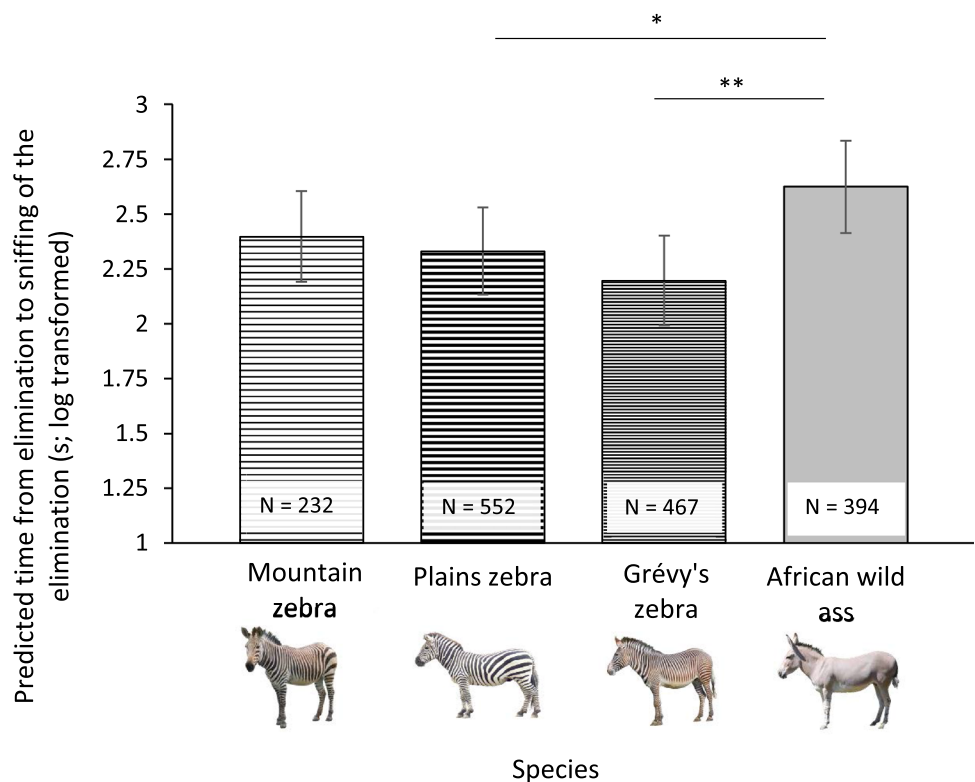 *
**
Predicted time from elimination to sniffing of the
elimination (s; log transformed)
3
2.75
2.5
2.25
2
1.75
1.5
1.25
1
N = 232
N = 552
N = 467
N = 394
Mountain
zebra
Plains zebra
Grévy's
zebra
African wild
ass
Species